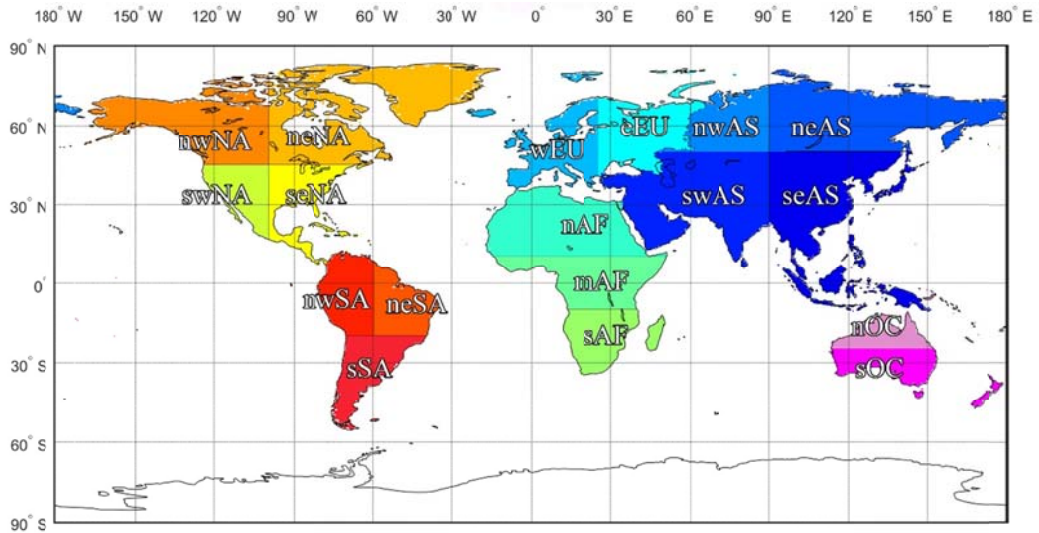 180° W 150° W 120° W 90° W 60° W 30° W 0° 30° E 60° E 90° E 120° E 150° E 180° E
90° N
60° N
30° N
0°
30° S
60° S
90° S
nwNA neNA wEU eEU nwAS neAS
swNA seNA swAS seAS
nAF
mAF
nwSA neSA
sAF nOC
sSA sOC